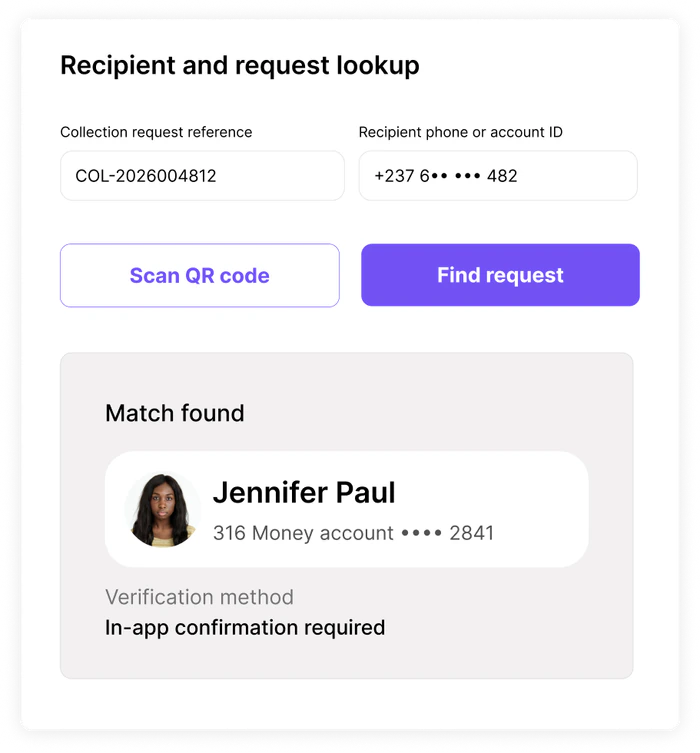 Recipient and request lookup
Collection request reference
Recipient phone or account ID
COL-2026004812
+237 6•• ••• 482
Scan QR code
Find request
Match found
Jennifer Paul
316 Money account •••• 2841
Verification method
In-app confirmation required